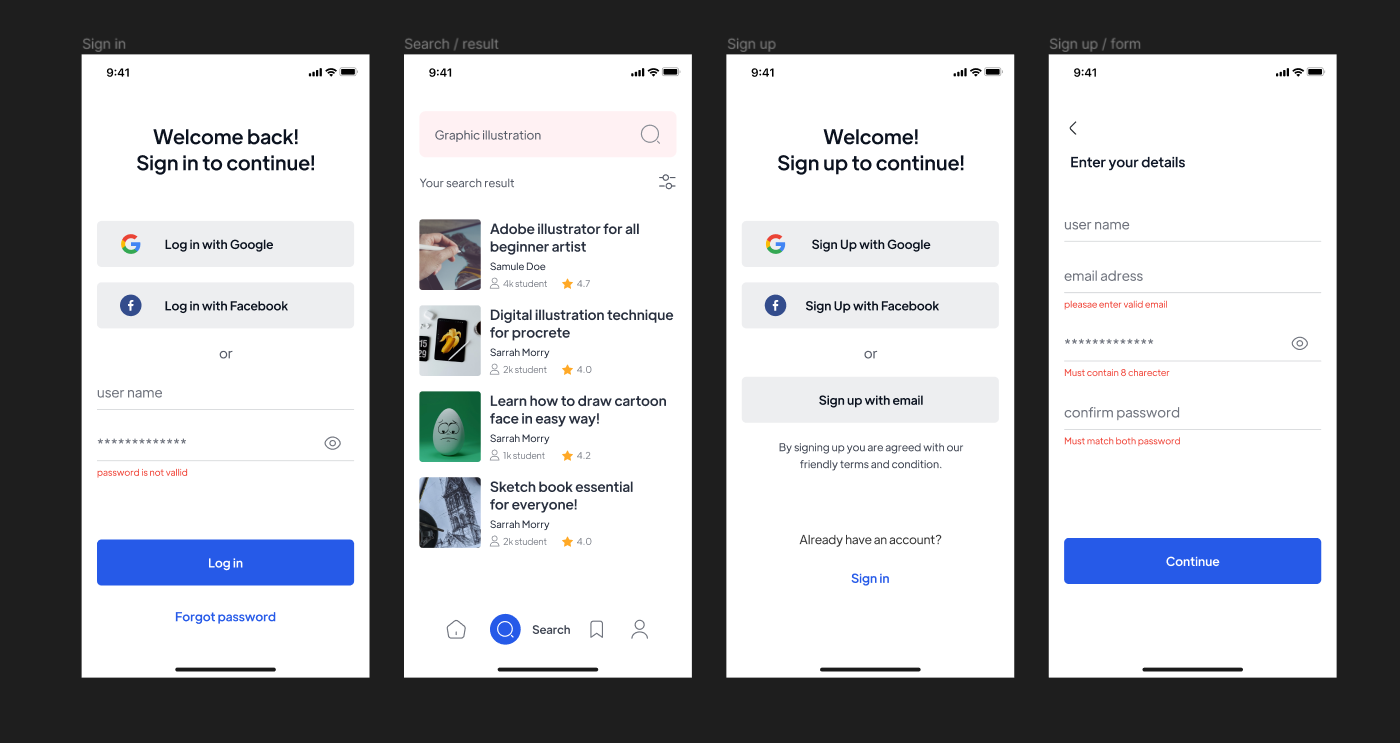 Sign in
9:41
Welcome back!
Sign in to continue!
Log in with Google
Log in with Facebook
or
user name
*************
password is not vallid
Log in
Forgot password
Search / result
9:41
Graphic illustration
Your search result
Adobe illustrator for all
beginner artist
Samule Doe
4k student 4.7
15
29
Digital illustration technique
for procrete
Sarrah Morry
2k student 4.0
Learn how to draw cartoon
face in easy way!
Sarrah Morry
1k student 4.2
Sketch book essential
for everyone!
Sarrah Morry
2k student 4.0
Search
Sign up
9:41
Welcome!
Sign up to continue!
Sign Up with Google
Sign Up with Facebook
or
Sign up with email
By signing up you are agreed with our
friendly terms and condition.
Already have an account?
Sign in
Sign up / form
9:41
Enter your details
user name
email adress
pleasae enter valid email
*************
Must contain 8 charecter
confirm password
Must match both password
Continue